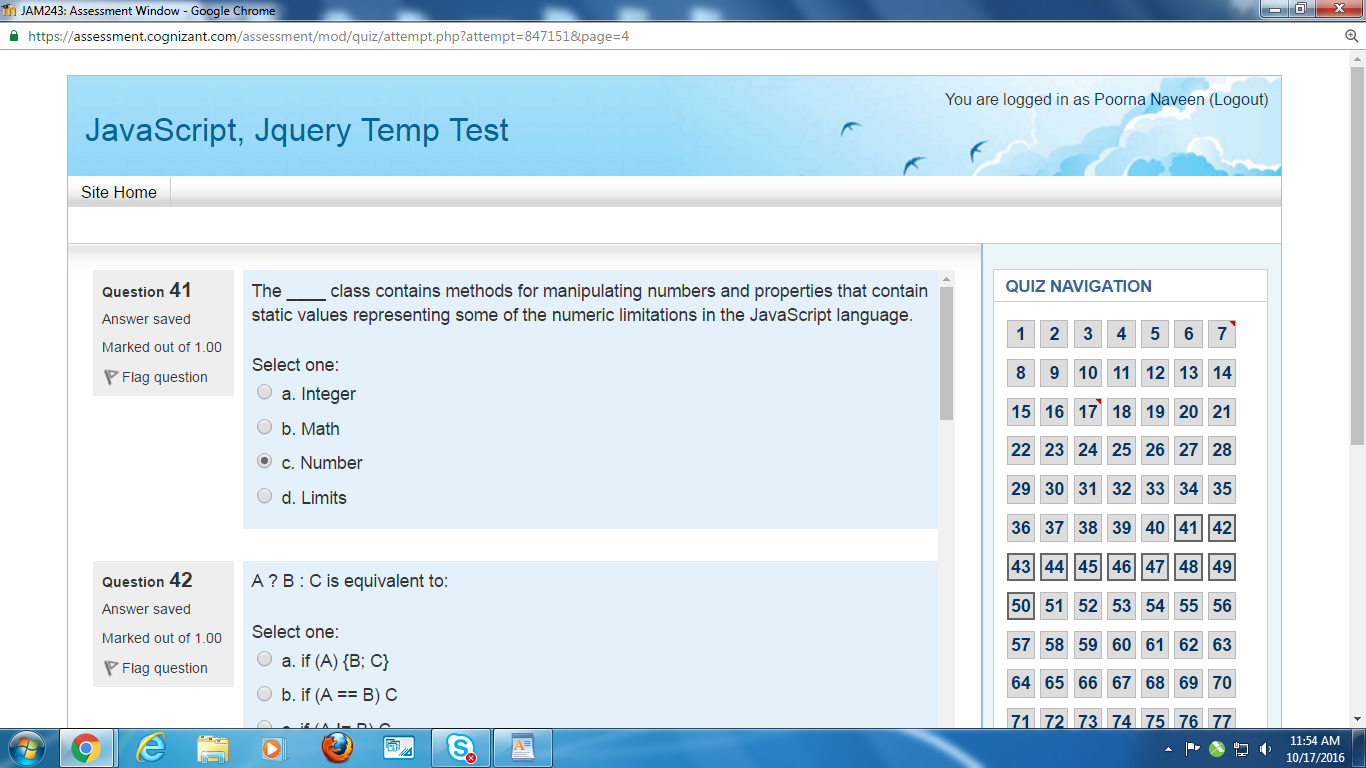 JAM243: Assessment Window - Google Chrome
https://assessment.cognizant.com/assessment/mod/quiz/attempt.php?attempt=847151&page=4
You are logged in as Poorna Naveen (Logout)
JavaScript, Jquery Temp Test
Site Home
Question 41
Answer saved
Marked out of 1.00
Flag question
The ____ class contains methods for manipulating numbers and properties that contain
static values representing some of the numeric limitations in the JavaScript language.
Select one:
a. Integer
b. Math
c. Number
d. Limits
Question 42
Answer saved
Marked out of 1.00
Flag question
A ? B : C is equivalent to:
Select one:
a. if (A) {B; C}
b. if (A == B) C
c. if (A != B) C
QUIZ NAVIGATION
1 2 3 4 5 6 7
8 9 10 11 12 13 14
15 16 17 18 19 20 21
22 23 24 25 26 27 28
29 30 31 32 33 34 35
36 37 38 39 40 41 42
43 44 45 46 47 48 49
50 51 52 53 54 55 56
57 58 59 60 61 62 63
64 65 66 67 68 69 70
71 72 73 74 75 76 77
11:54 AM
10/17/2016